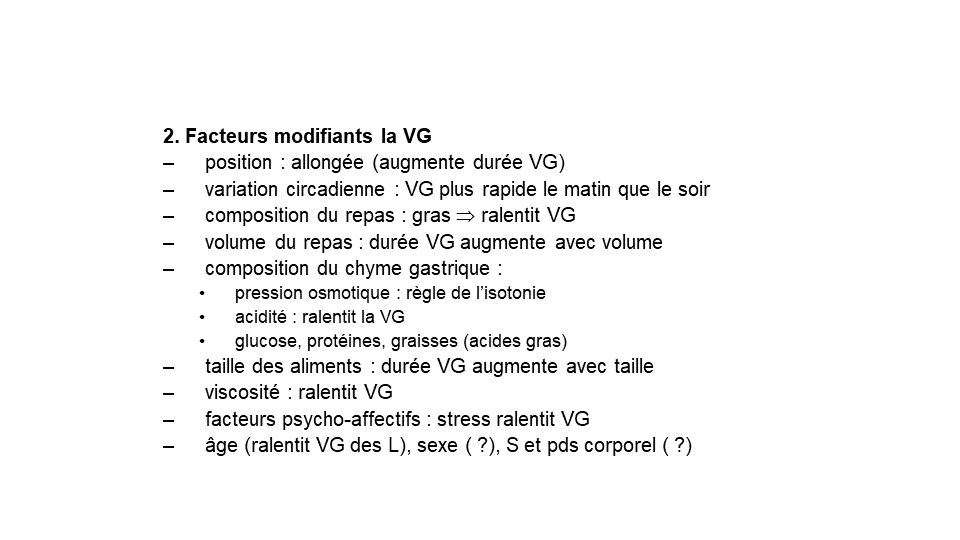 2. Facteurs modifiants la VG
– position : allongée (augmente durée VG)
– variation circadienne : VG plus rapide le matin que le soir
– composition du repas : gras ⇒ ralentit VG
– volume du repas : durée VG augmente avec volume
– composition du chyme gastrique :
• pression osmotique : règle de l'isotonie
• acidité : ralentit la VG
• glucose, protéines, graisses (acides gras)
– taille des aliments : durée VG augmente avec taille
– viscosité : ralentit VG
– facteurs psycho-affectifs : stress ralentit VG
– âge (ralentit VG des L), sexe ( ?), S et pds corporel ( ?)